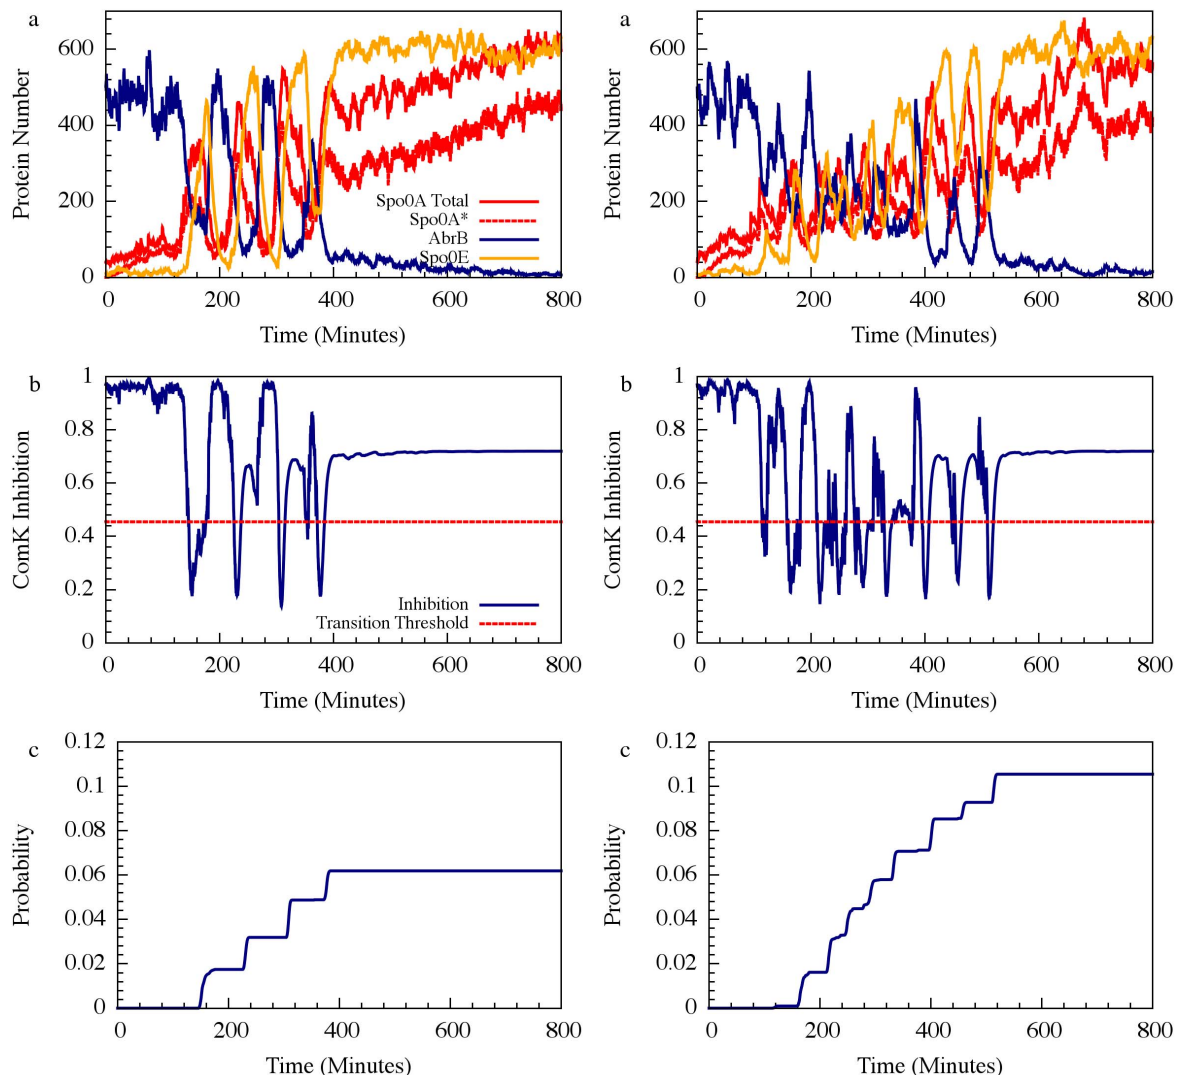 a
600
400
200
0
Protein Number
Spo0A Total
Spo0A*
AbrB
Spo0E
0 200 400 600 800
Time (Minutes)
a
600
400
200
0
Protein Number
0 200 400 600 800
Time (Minutes)
b
1
0.8
0.6
0.4
0.2
0
ComK Inhibition
Inhibition
Transition Threshold
0 200 400 600 800
Time (Minutes)
b
1
0.8
0.6
0.4
0.2
0
ComK Inhibition
0 200 400 600 800
Time (Minutes)
c
0.12
0.1
0.08
0.06
0.04
0.02
0
Probability
0 200 400 600 800
Time (Minutes)
c
0.12
0.1
0.08
0.06
0.04
0.02
0
Probability
0 200 400 600 800
Time (Minutes)